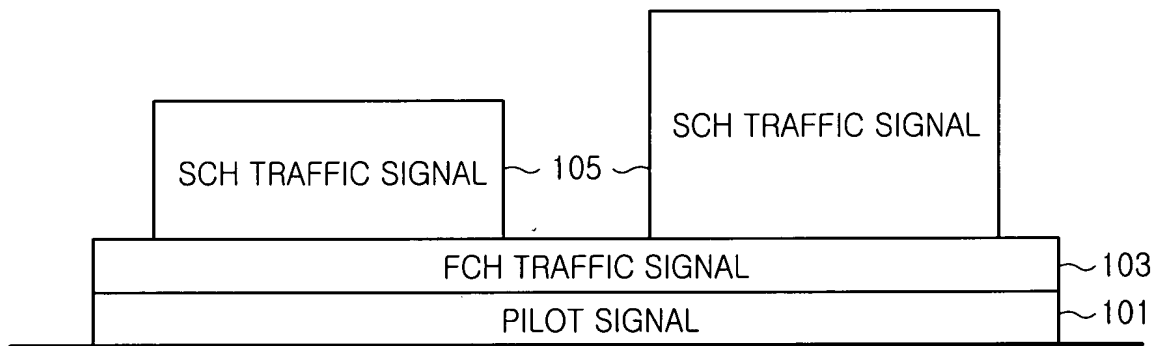 SCH TRAFFIC SIGNAL
SCH TRAFFIC SIGNAL
105
FCH TRAFFIC SIGNAL
103
PILOT SIGNAL
101